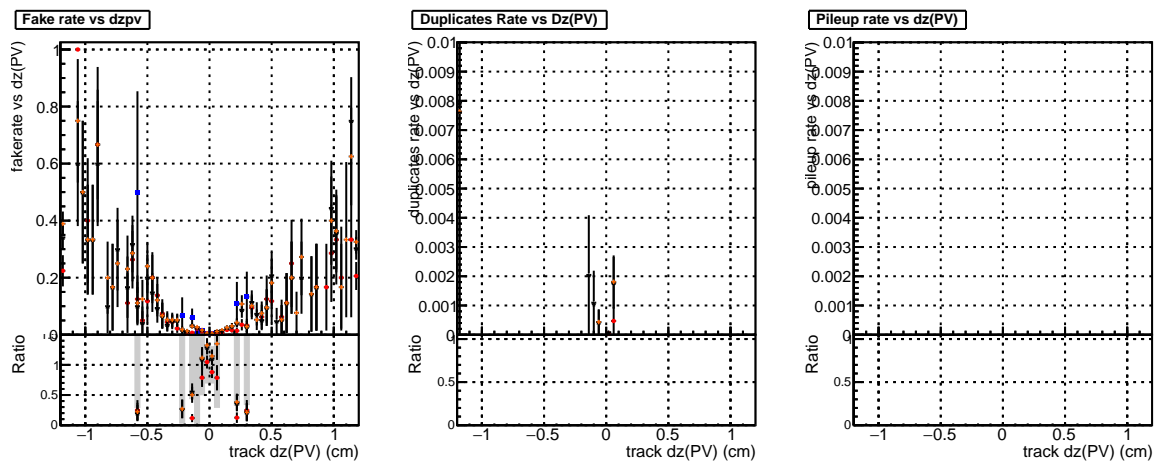 Fake rate vs dzpv
fakerate vs dz(PV)
1
0.8
0.6
0.4
0.2
0
Ratio
1
0.5
0
−1 −0.5 0 0.5 1
track dz(PV) (cm)
Duplicates Rate vs Dz(PV)
duplicates rate vs Dz(PV)
0.01
0.009
0.008
0.007
0.006
0.005
0.004
0.003
0.002
0.001
0
Ratio
1
0.5
0
−1 −0.5 0 0.5 1
track dz(PV) (cm)
Pileup rate vs dz(PV)
pileup rate vs dz(PV)
0.01
0.009
0.008
0.007
0.006
0.005
0.004
0.003
0.002
0.001
0
Ratio
1
0.5
0
−1 −0.5 0 0.5 1
track dz(PV) (cm)